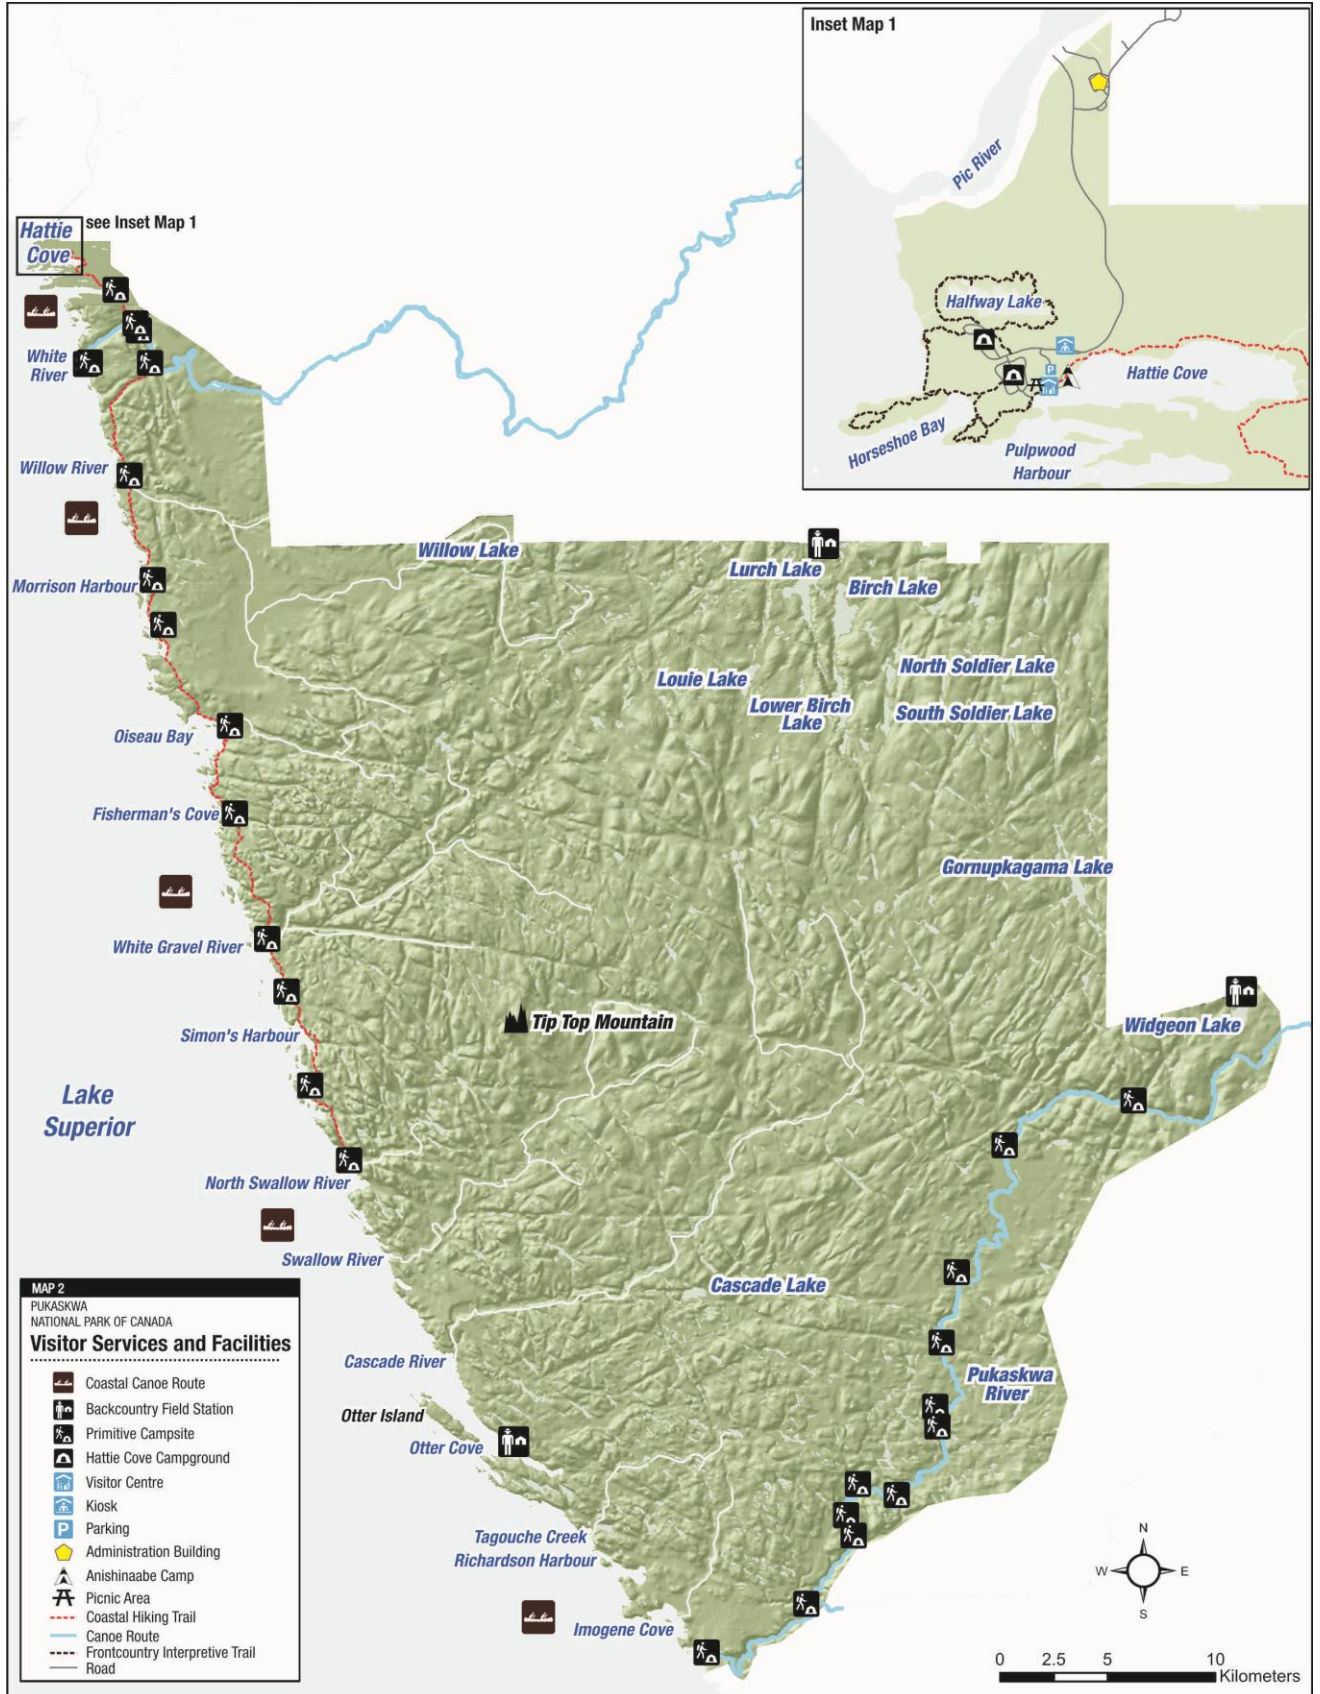 Inset Map 1
Pic River
Halfway Lake
Hattie Cove
P
Horseshoe Bay
Pulpwood
Harbour
Hattie
Cove
see Inset Map 1
White
River
Willow River
Morrison Harbour
Oiseau Bay
Fisherman's Cove
White Gravel River
Simon's Harbour
Lake
Superior
North Swallow River
Swallow River
Cascade River
Otter Island
Otter Cove
Tagouche Creek
Richardson Harbour
Imogene Cove
Willow Lake
Lurch Lake
Birch Lake
Louie Lake
North Soldier Lake
Lower Birch
Lake
South Soldier Lake
Gornupkagama Lake
Tip Top Mountain
Widgeon Lake
Cascade Lake
Pukaskwa
River
MAP 2
PUKASKWA
NATIONAL PARK OF CANADA
Visitor Services and Facilities
Coastal Canoe Route
Backcountry Field Station
Primitive Campsite
Hattie Cove Campground
Visitor Centre
Kiosk
P Parking
Administration Building
Anishinaabe Camp
Picnic Area
Coastal Hiking Trail
Canoe Route
Frontcountry Interpretive Trail
Road
N
W E
S
0 2.5 5 10
Kilometers